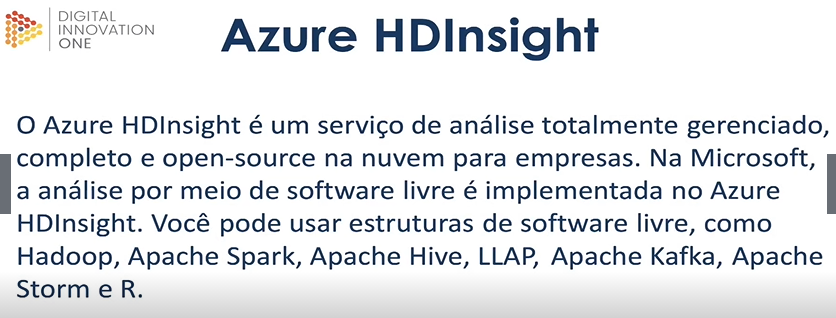 DIGITAL
INNOVATION
ONE
Azure HDInsight
O Azure HDInsight é um serviço de análise totalmente gerenciado,
completo e open-source na nuvem para empresas. Na Microsoft,
a análise por meio de software livre é implementada no Azure
HDInsight. Você pode usar estruturas de software livre, como
Hadoop, Apache Spark, Apache Hive, LLAP, Apache Kafka, Apache
Storm e R.